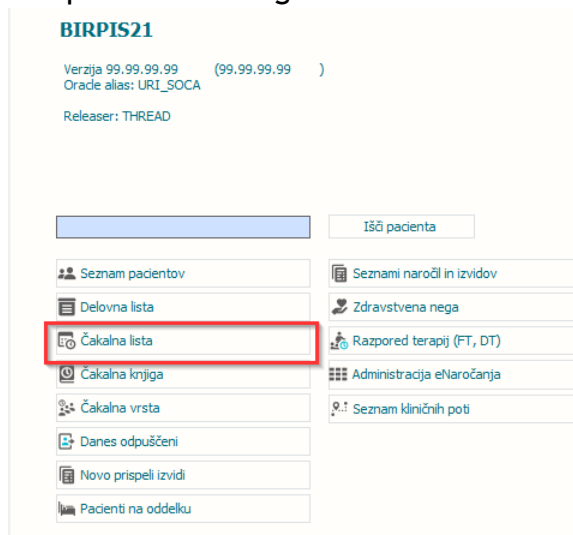 BIRPIS21
Verzija 99.99.99.99 (99.99.99.99 )
Oracle alias: URI_SOCA
Releaser: THREAD
Išči pacienta
Seznam pacientov
Seznami naročil in izvidov
Delovna lista
Zdravstvena nega
Čakalna lista
Razpored terapij (FT, DT)
Čakalna knjiga
Administracija eNaročanja
Čakalna vrsta
Seznam kliničnih poti
Danes odpuščeni
Novo prispeli izvidi
Pacienti na oddelku